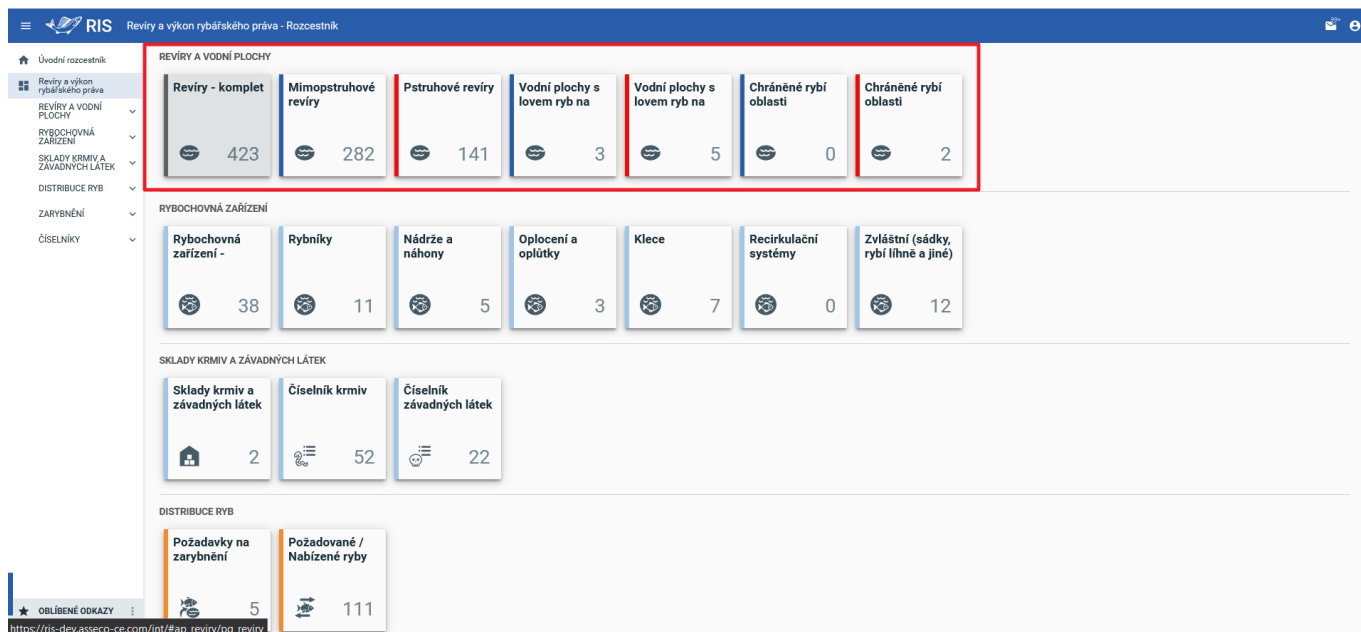 RIS Revíry a výkon rybářského práva - Rozcestník
99+
Úvodní rozcestník
Revíry a výkon
rybářského práva
REVÍRY A VODNÍ
PLOCHY
RYBOCHOVNÁ
ZAŘÍZENÍ
SKLADY KRMIV A
ZÁVADNÝCH LÁTEK
DISTRIBUCE RYB
ZARYBNĚNÍ
ČÍSELNÍKY
OBLÍBENÉ ODKAZY
https://ris-dev.asseco-ce.com/int/#ap_reviry/pg_reviry
REVÍRY A VODNÍ PLOCHY
Revíry - komplet
423
Mimopstruhové
revíry
282
Pstruhové revíry
141
Vodní plochy s
lovem ryb na
3
Vodní plochy s
lovem ryb na
5
Chráněné rybí
oblasti
0
Chráněné rybí
oblasti
2
RYBOCHOVNÁ ZAŘÍZENÍ
Rybochovná
zařízení -
38
Rybníky
11
Nádrže a
náhony
5
Oplocení a
oplůtky
3
Klece
7
Recirkulační
systémy
0
Zvláštní (sádky,
rybí líhně a jiné)
12
SKLADY KRMIV A ZÁVADNÝCH LÁTEK
Sklady krmiv a
závadných látek
2
Číselník krmiv
52
Číselník
závadných látek
22
DISTRIBUCE RYB
Požadavky na
zarybnění
5
Požadované /
Nabízené ryby
111